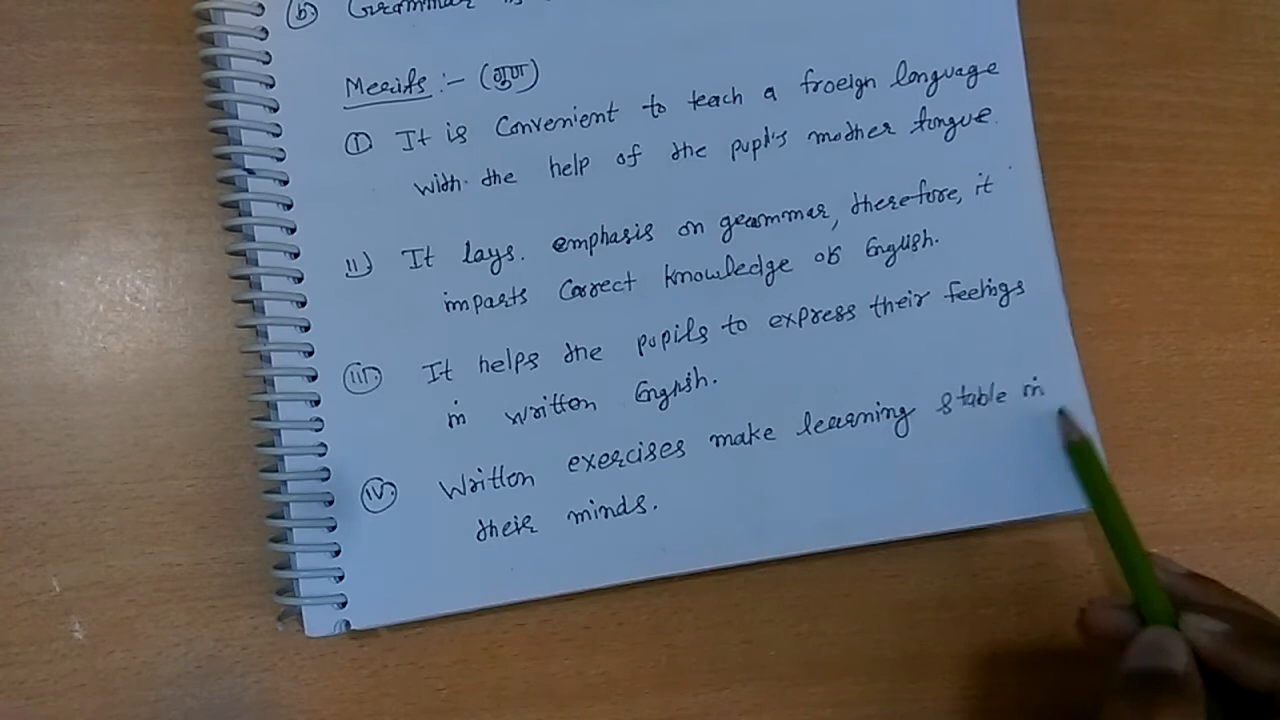 (b) Grammar is
Merits :- (गुण)
(I) It is Convenient to teach a froeign language
with the help of the pupil's mother tongue.
II) It lays. emphasis on grammar, therefore, it
imparts Correct knowledge of English.
(III) It helps the pupils to express their feelings
in written English.
(IV) Written exercises make learning stable in
their minds.